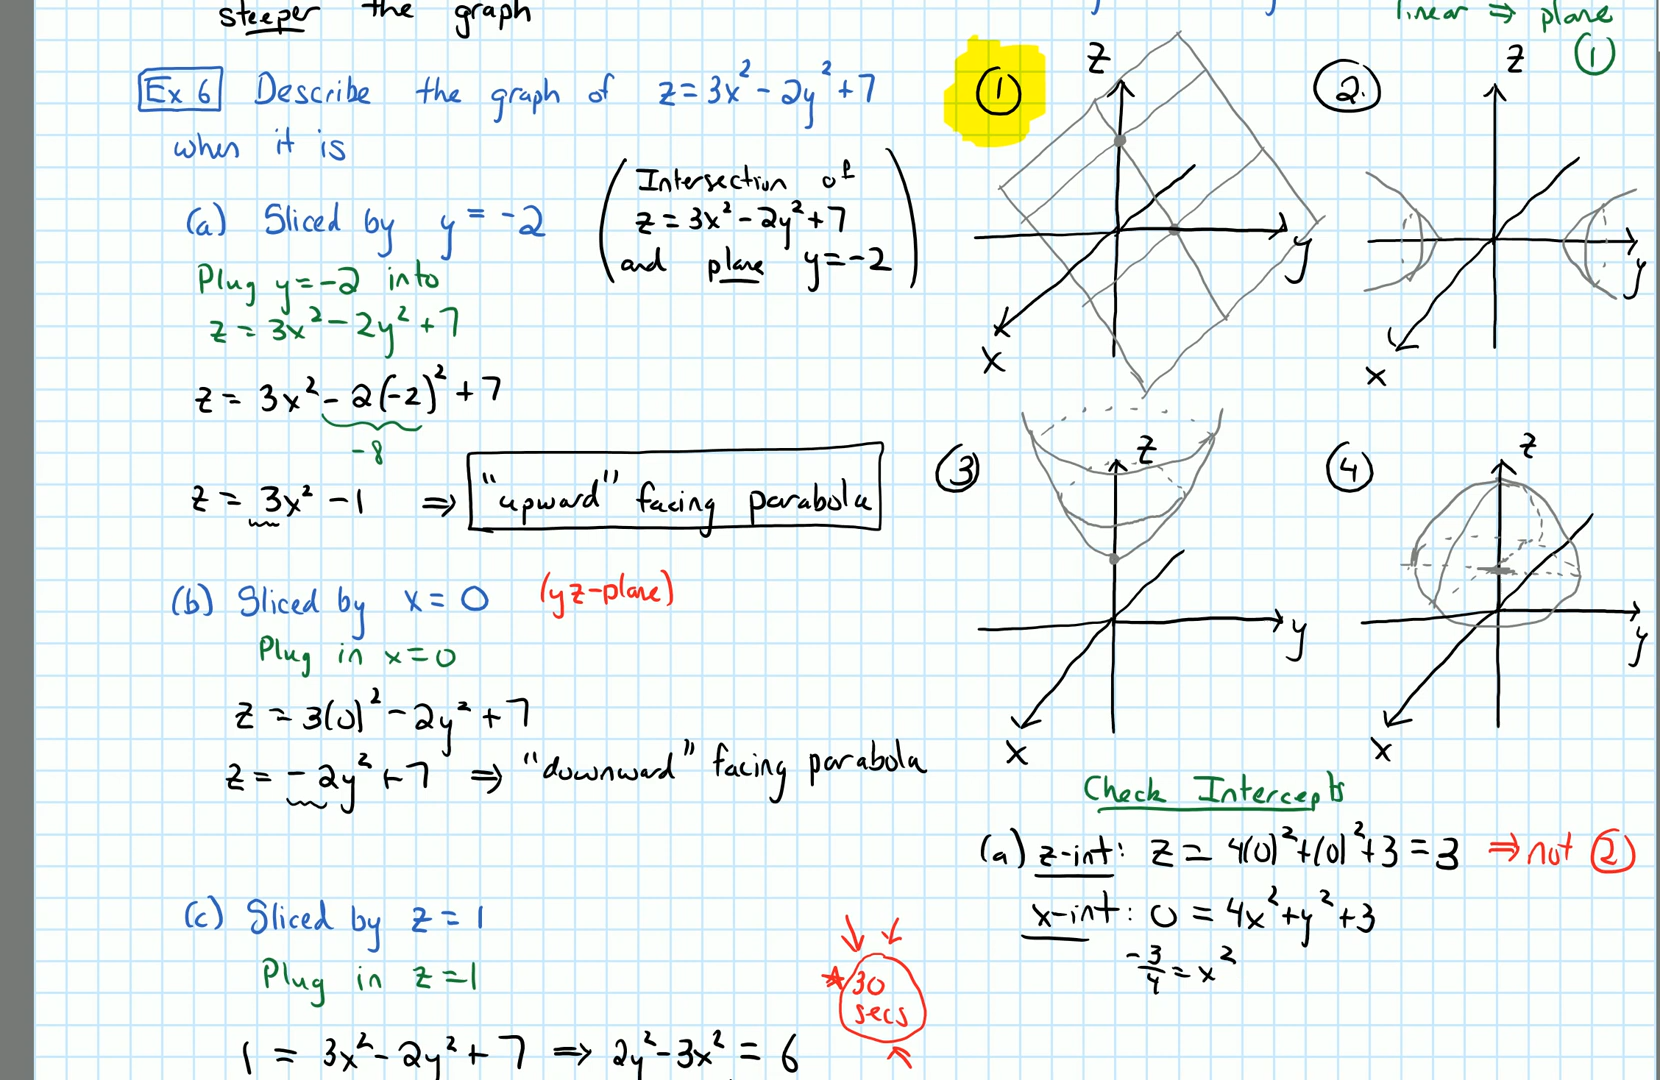 steeper the graph
Ex 6 Describe the graph of z = 3x² - 2y² + 7
when it is
(Intersection of
z = 3x² - 2y² + 7
and plane y = -2)
(a) Sliced by y = -2
Plug y = -2 into
z = 3x² - 2y² + 7
z = 3x² - 2(-2)² + 7
-8
z = 3x² - 1 ⇒ "upward" facing parabola
(b) Sliced by x = 0 (yz-plane)
Plug in x = 0
z = 3(0)² - 2y² + 7
z = -2y² + 7 ⇒ "downward" facing parabola
(c) Sliced by z = 1
Plug in z = 1
1 = 3x² - 2y² + 7 ⇒ 2y² - 3x² = 6
★ 30
secs
linear ⇒ plane
①
① z
y
x
② z
y
x
③ z
y
x
④ z
y
x
Check Intercepts
(a) z-int: z = 4(0)² + (0)² + 3 = 3 ⇒ not ②
x-int: 0 = 4x² + y² + 3
-3/4 = x²